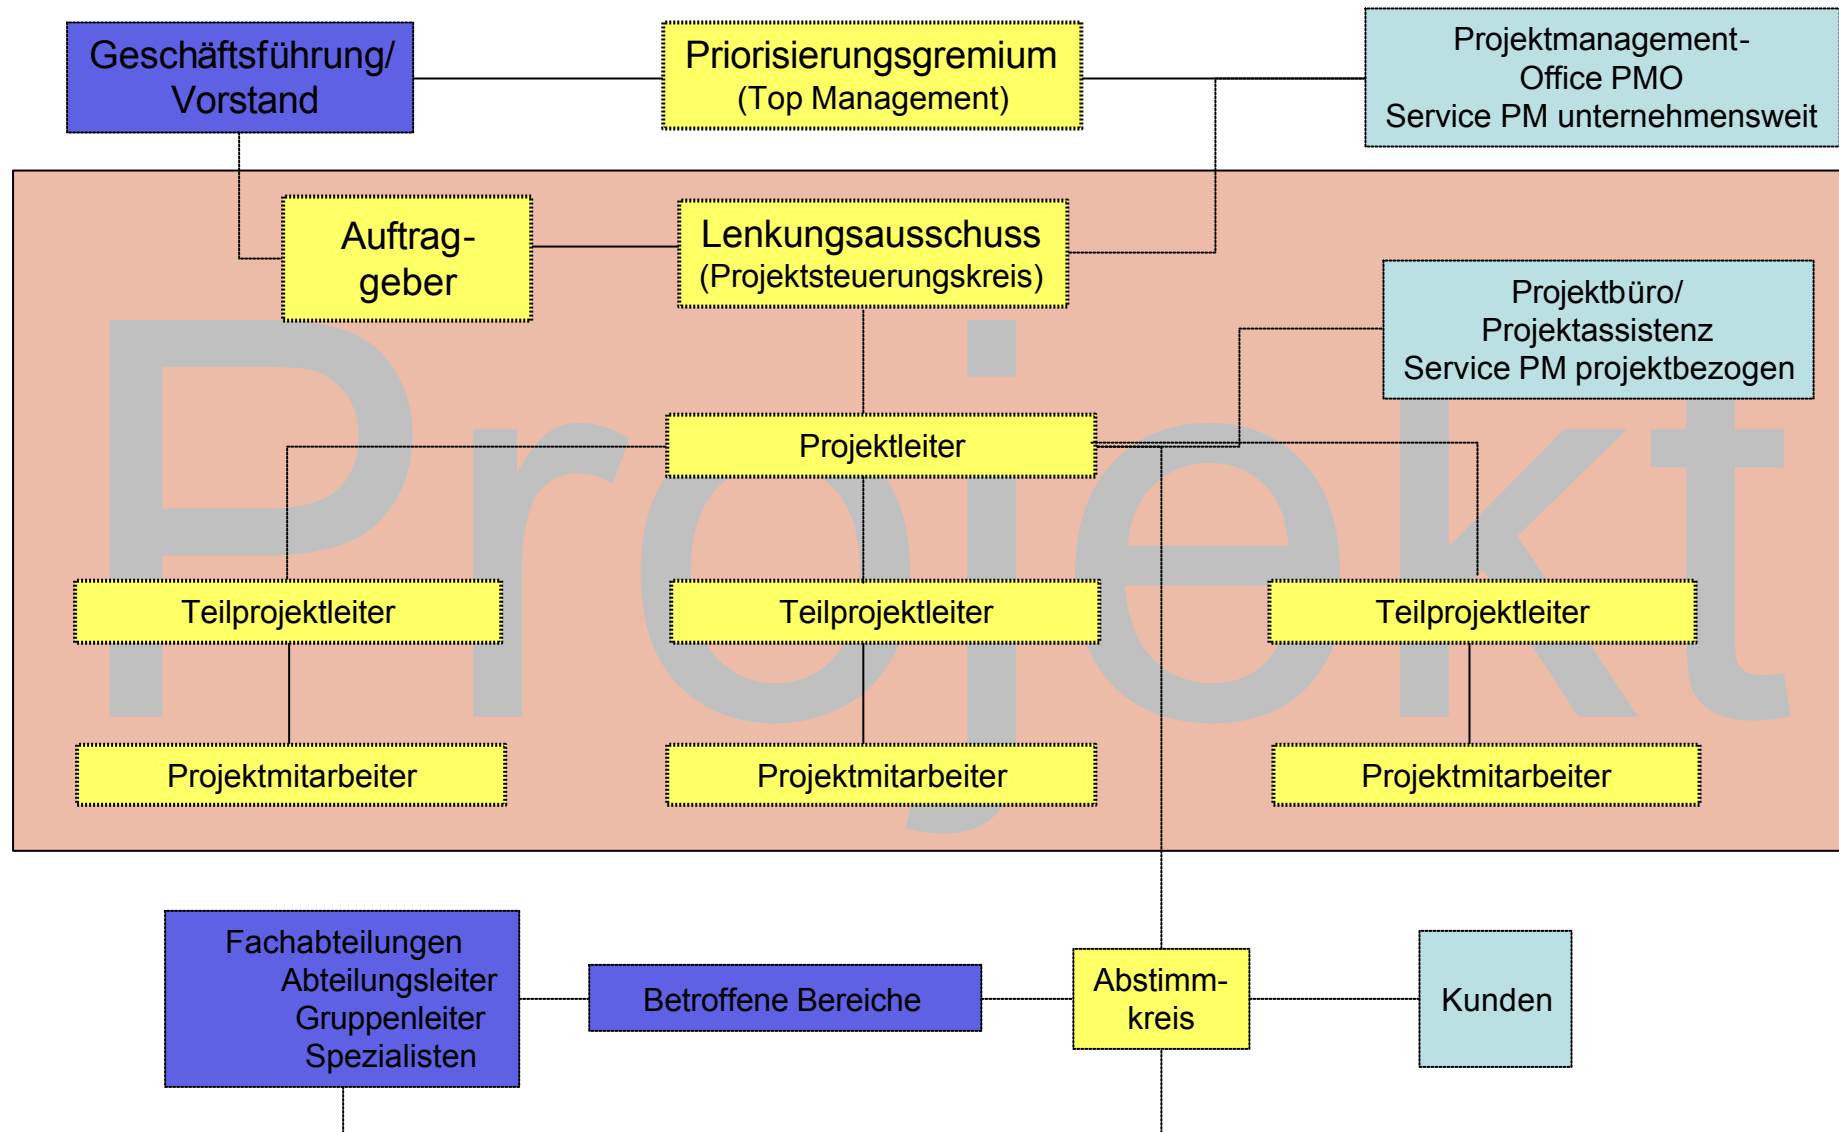 Geschäftsführung/
Vorstand
Priorisierungsgremium
(Top Management)
Projektmanagement-
Office PMO
Service PM unternehmensweit
Auftrag-
geber
Lenkungsausschuss
(Projektsteuerungskreis)
Projektbüro/
Projektassistenz
Service PM projektbezogen
Projekt
Projektleiter
Teilprojektleiter
Teilprojektleiter
Teilprojektleiter
Projektmitarbeiter
Projektmitarbeiter
Projektmitarbeiter
Fachabteilungen
Abteilungsleiter
Gruppenleiter
Spezialisten
Betroffene Bereiche
Abstimm-
kreis
Kunden